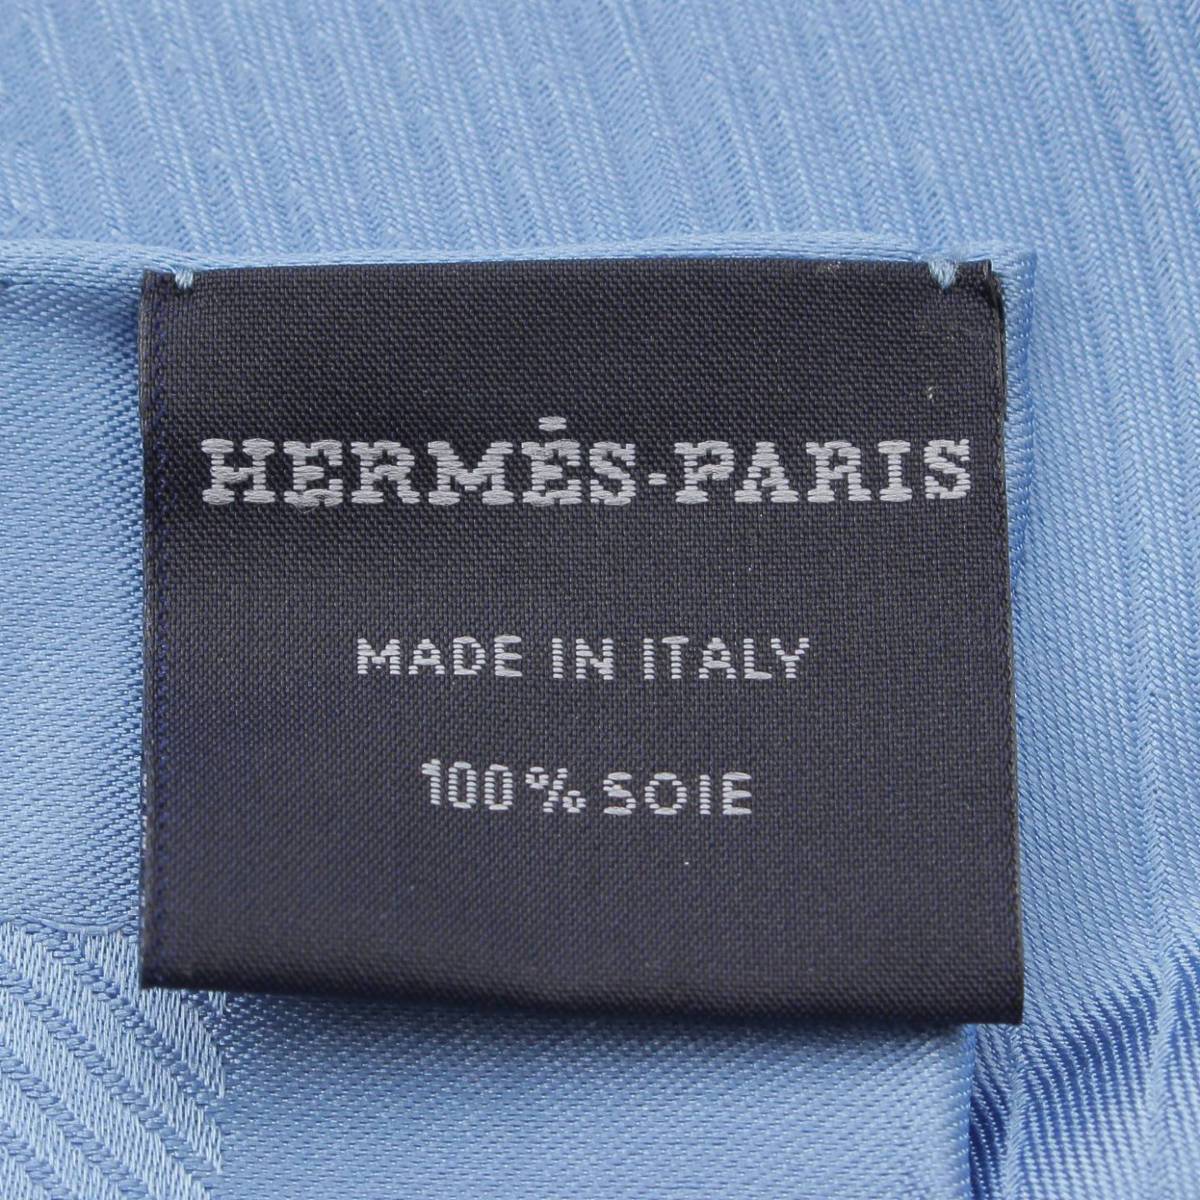 HERMÈS-PARIS
MADE IN ITALY
100% SOIE